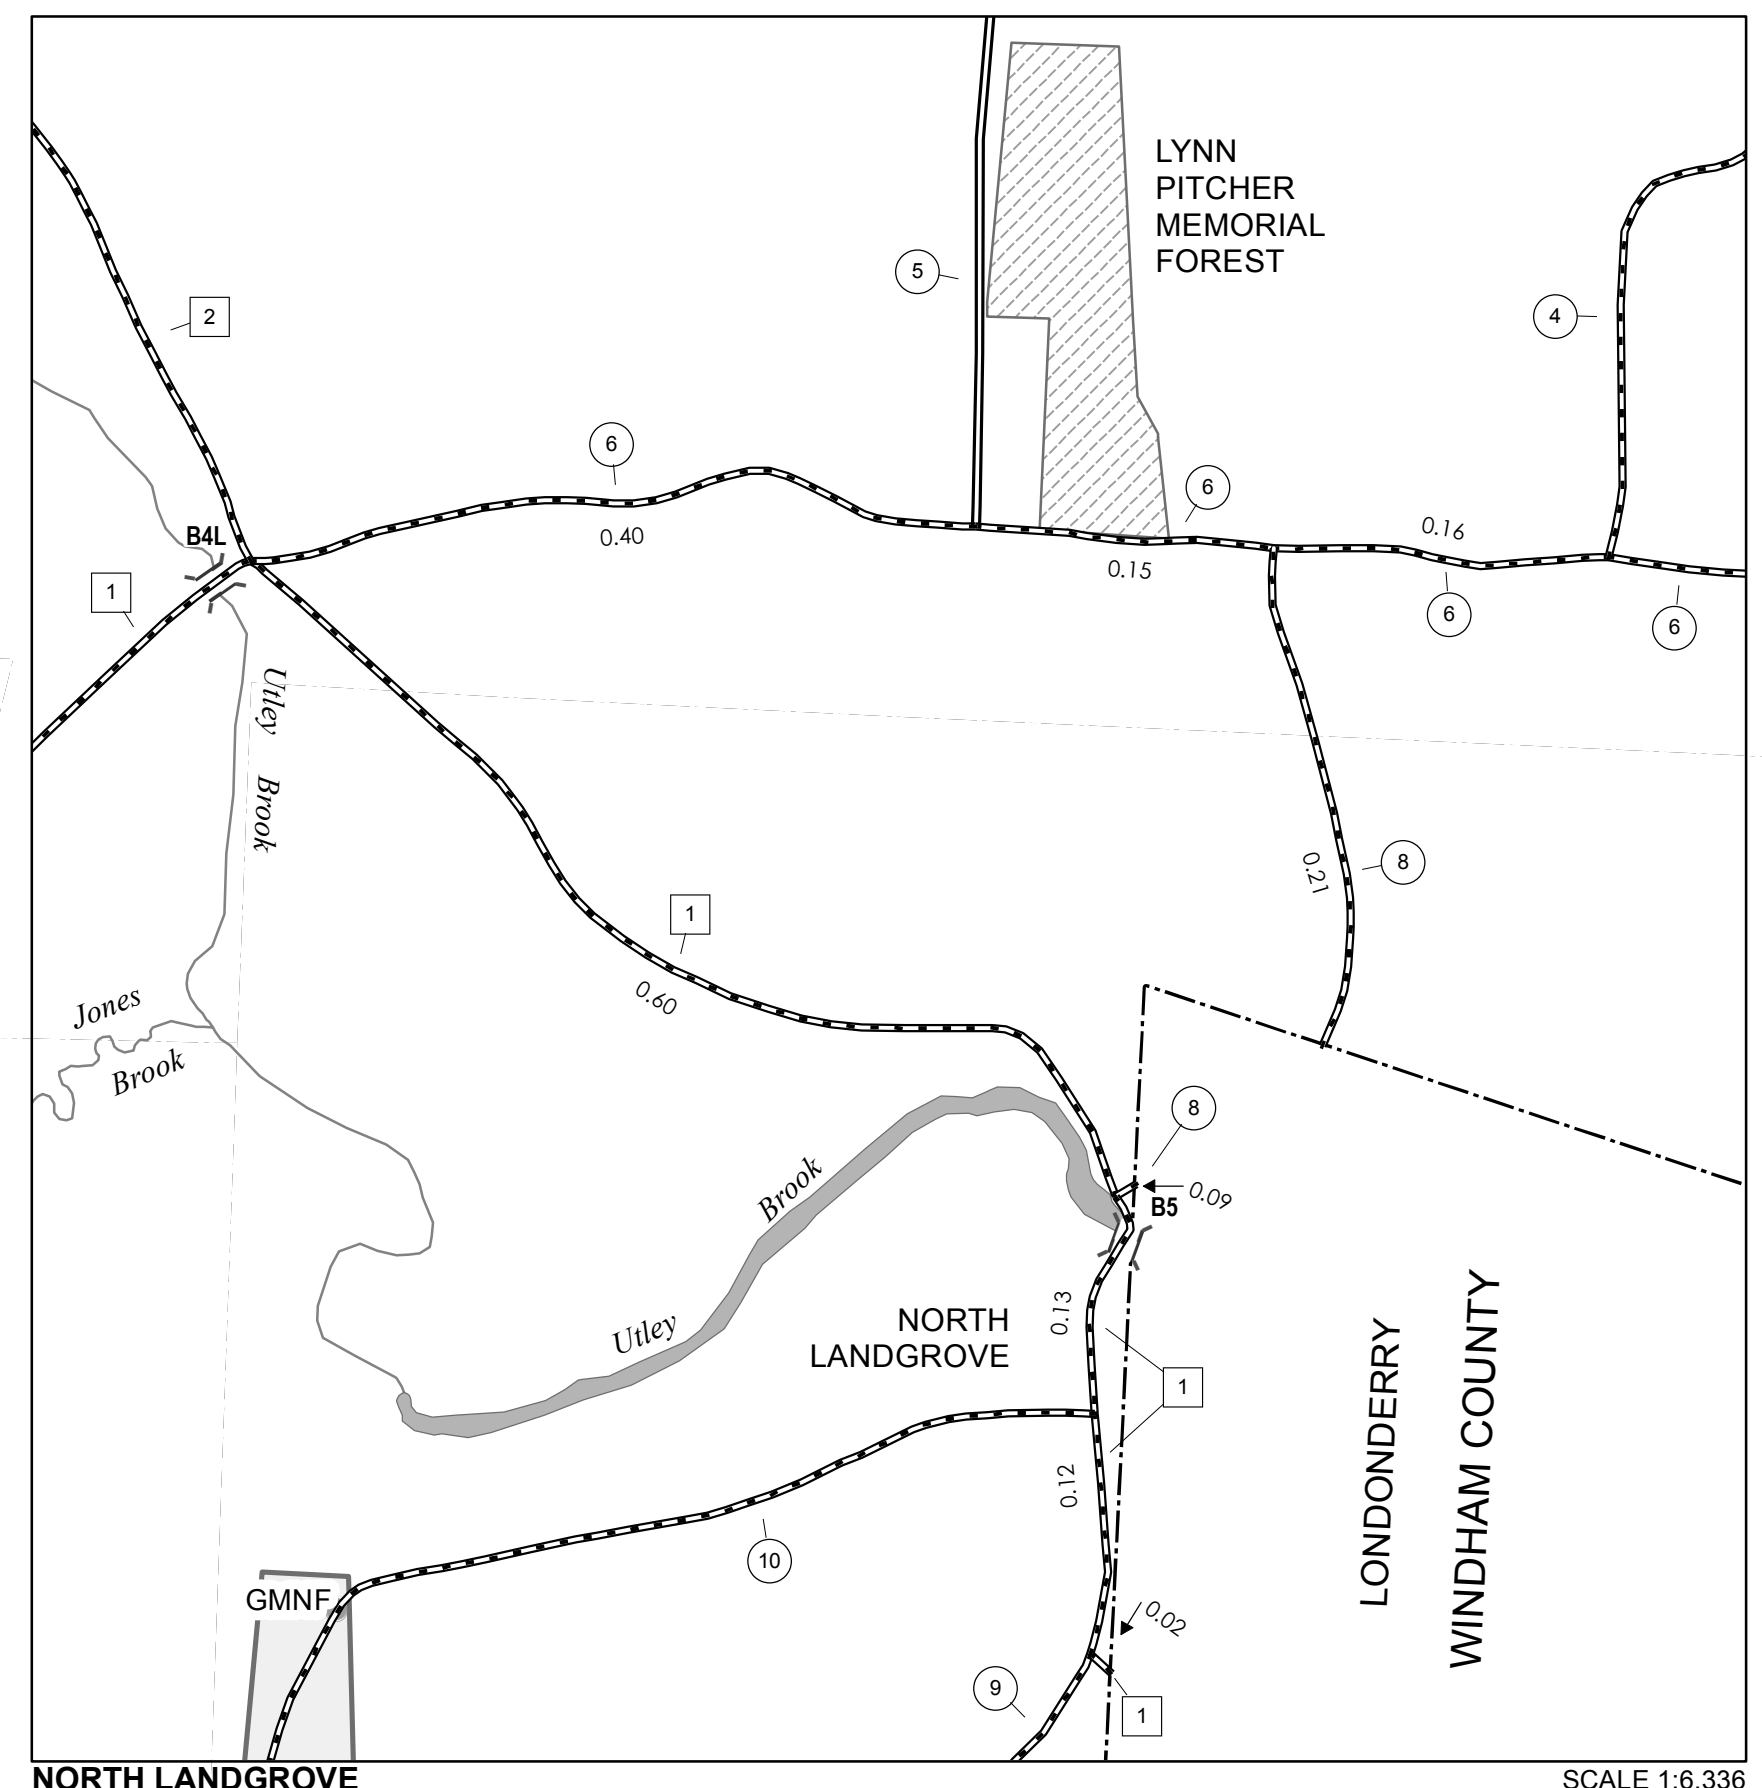 LYNN
PITCHER
MEMORIAL
FOREST
5
4
2
6
6
0.16
B4L
0.40
0.15
1
6
6
Utley
Brook
0.21
8
1
0.60
Jones
Brook
8
Brook
0.09
B5
0.13
NORTH
LANDGROVE
Utley
1
LONDONDERRY
WINDHAM COUNTY
0.12
10
GMNF
0.02
9
1
NORTH LANDGROVE
SCALE 1:6,336